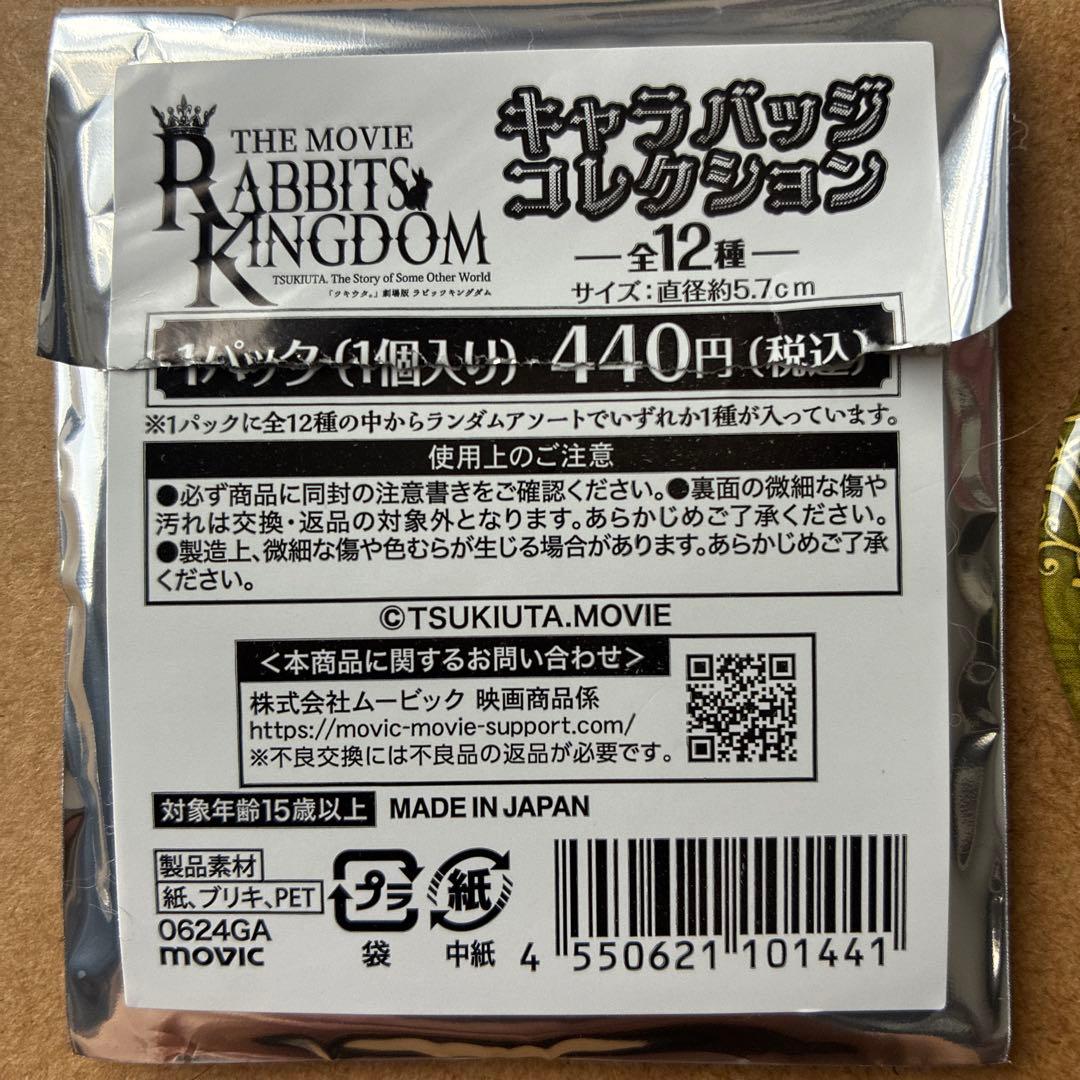 THE MOVIE
RABBITS
KINGDOM
TSUKIUTA. The Story of Some Other World
「ツキウタ。」劇場版 ラビッツキングダム
キャラバッジ
コレクション
全12種
サイズ:直径約5.7cm
1パック(1個入り) 440円(税込)
※1パックに全12種の中からランダムアソートでいずれか1種が入っています。
使用上のご注意
●必ず商品に同封の注意書きをご確認ください。●裏面の微細な傷や
汚れは交換・返品の対象外となります。あらかじめご了承ください。
●製造上、微細な傷や色むらが生じる場合があります。あらかじめご了承
ください。
©TSUKIUTA.MOVIE
<本商品に関するお問い合わせ>
株式会社ムービック 映画商品係
https://movic-movie-support.com/
※不良交換には不良品の返品が必要です。
対象年齢15歳以上 MADE IN JAPAN
製品素材
紙、ブリキ、PET
0624GA
movic
プラ
袋
紙
中紙
4 550621 101441